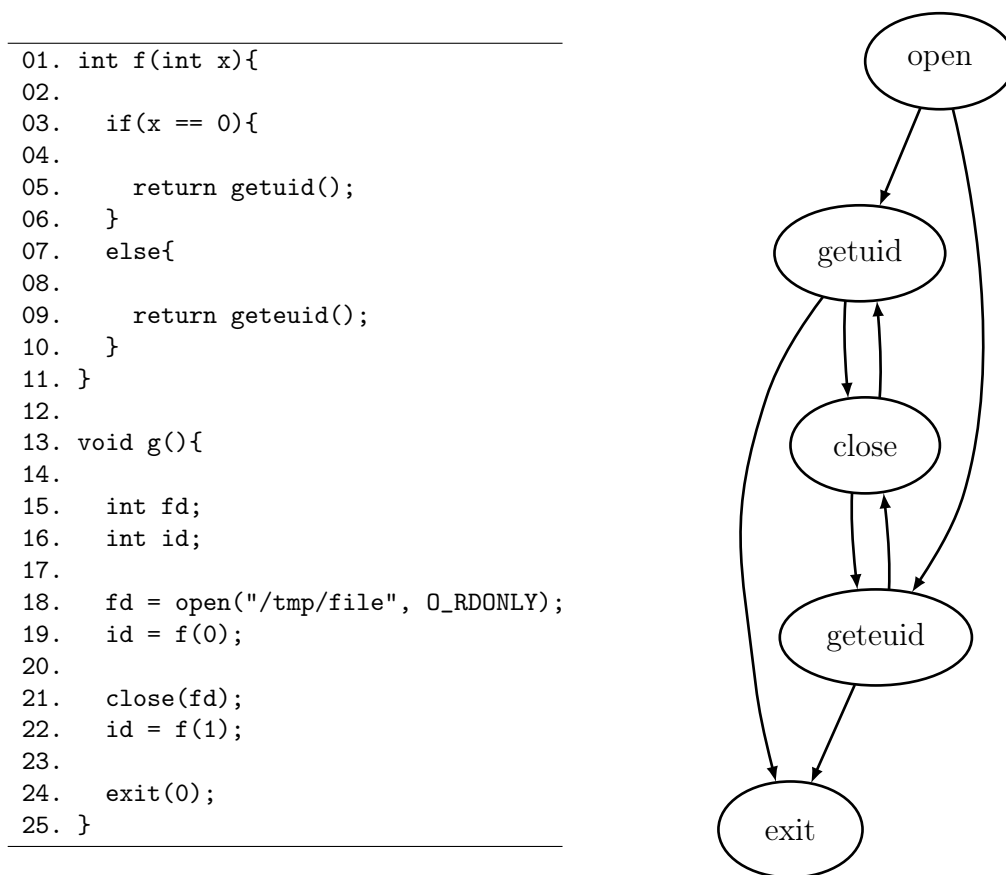 01. int f(int x){
02.
03.   if(x == 0){
04.
05.     return getuid();
06.   }
07.   else{
08.
09.     return geteuid();
10.   }
11. }
12.
13. void g(){
14.
15.   int fd;
16.   int id;
17.
18.   fd = open("/tmp/file", O_RDONLY);
19.   id = f(0);
20.
21.   close(fd);
22.   id = f(1);
23.
24.   exit(0);
25. }
open
getuid
close
geteuid
exit